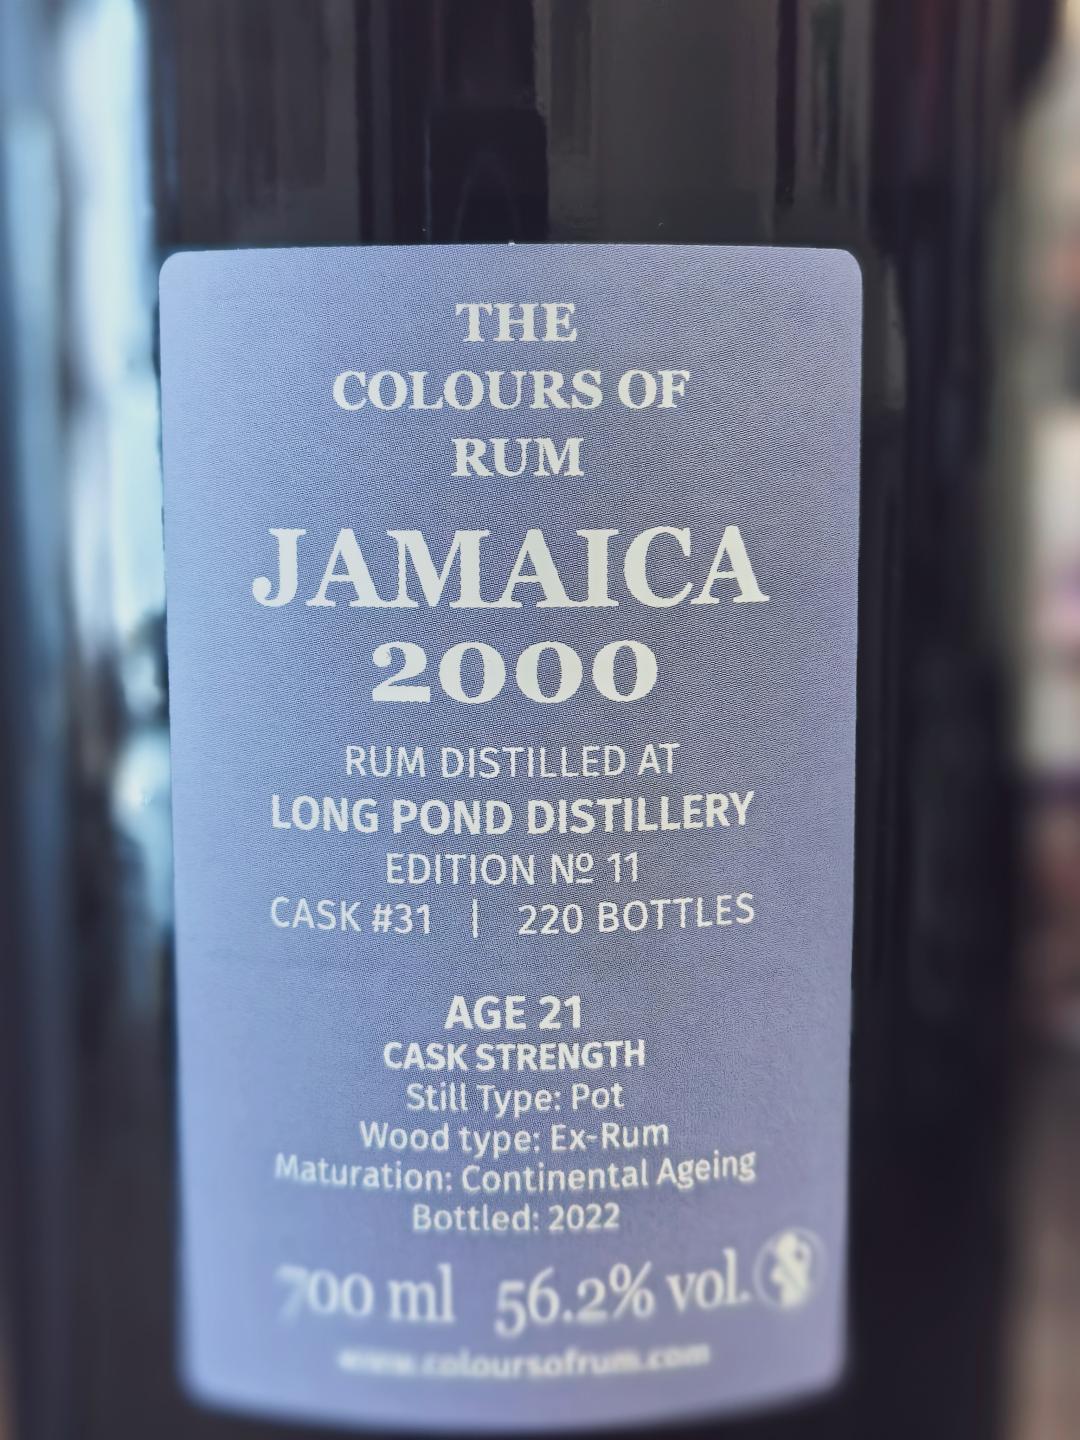 THE
COLOURS OF
RUM
JAMAICA
2000
RUM DISTILLED AT
LONG POND DISTILLERY
EDITION Nº 11
CASK #31 | 220 BOTTLES
AGE 21
CASK STRENGTH
Still Type: Pot
Wood type: Ex-Rum
Maturation: Continental Ageing
Bottled: 2022
700 ml 56.2% vol.
www.coloursofrum.com